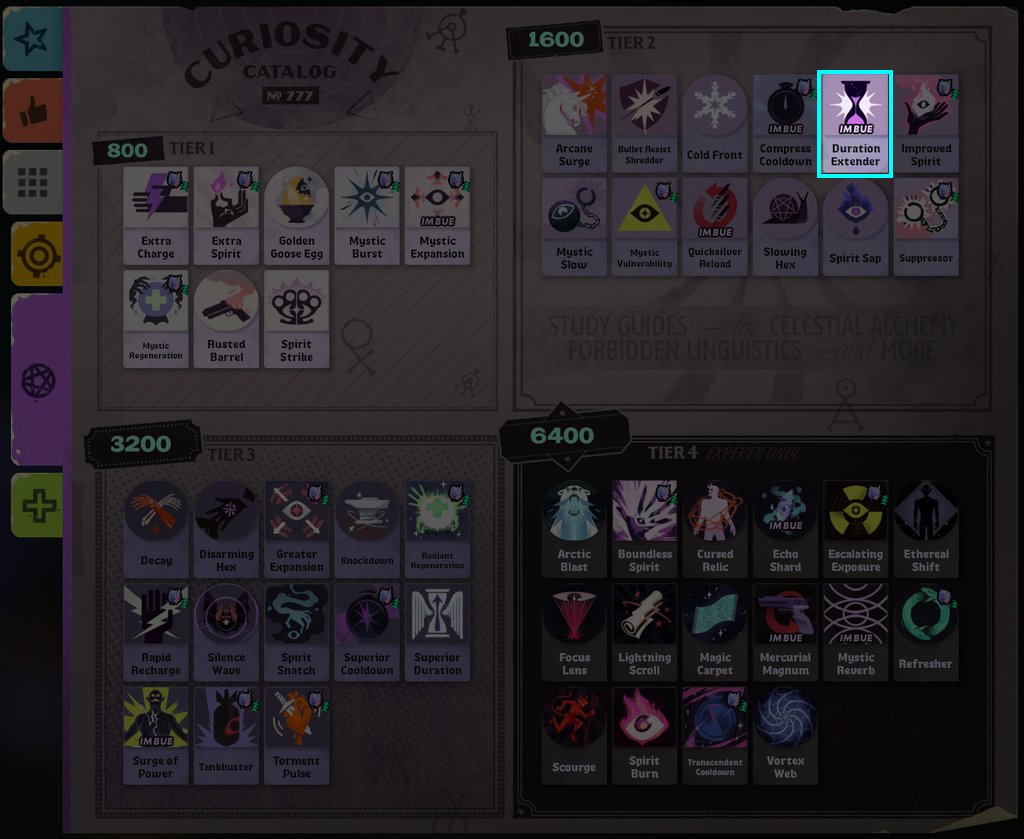 CURIOSITY
CATALOG
Nº 777
800 TIER 1
Extra Charge
Extra Spirit
Golden Goose Egg
Mystic Burst
IMBUE
Mystic Expansion
Mystic Regeneration
Rusted Barrel
Spirit Strike
1600 TIER 2
Arcane Surge
Bullet Resist Shredder
Cold Front
IMBUE
Compress Cooldown
IMBUE
Duration Extender
Improved Spirit
Mystic Slow
Mystic Vulnerability
IMBUE
Quicksilver Reload
Slowing Hex
Spirit Sap
Suppressor
STUDY GUIDES — for CELESTIAL ALCHEMY
FORBIDDEN LINGUISTICS — and MORE
3200 TIER 3
Decay
Disarming Hex
Greater Expansion
Knockdown
Radiant Regeneration
Rapid Recharge
Silence Wave
Spirit Snatch
Superior Cooldown
Superior Duration
IMBUE
Surge of Power
Tankbuster
Torment Pulse
6400 TIER 4 EXPERTS ONLY
Arctic Blast
Boundless Spirit
Cursed Relic
IMBUE
Echo Shard
Escalating Exposure
Ethereal Shift
Focus Lens
Lightning Scroll
Magic Carpet
IMBUE
Mercurial Magnum
IMBUE
Mystic Reverb
Refresher
Scourge
Spirit Burn
Transcendent Cooldown
Vortex Web